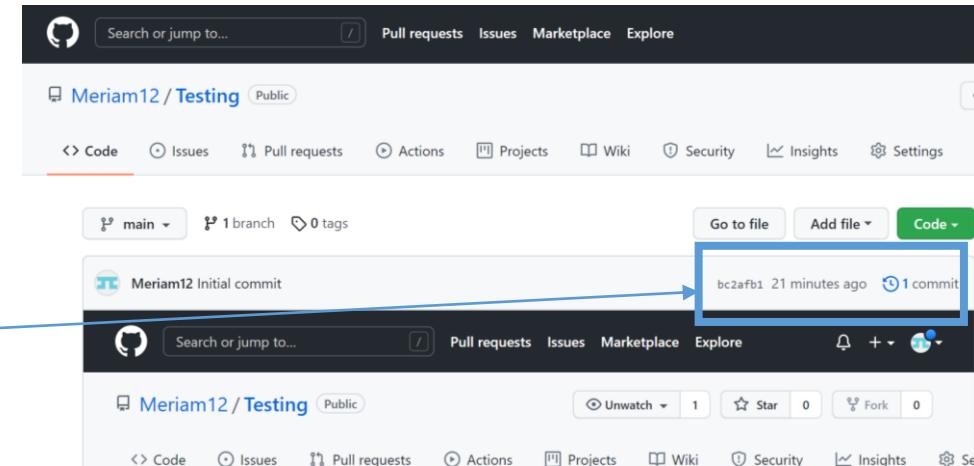 Search or jump to... / Pull requests Issues Marketplace Explore
Meriam12 / Testing Public
<> Code Issues Pull requests Actions Projects Wiki Security Insights Settings
main 1 branch 0 tags Go to file Add file Code
Meriam12 Initial commit bc2afb1 21 minutes ago 1 commit
Search or jump to... / Pull requests Issues Marketplace Explore
Meriam12 / Testing Public Unwatch 1 Star 0 Fork 0
<> Code Issues Pull requests Actions Projects Wiki Security Insights Se